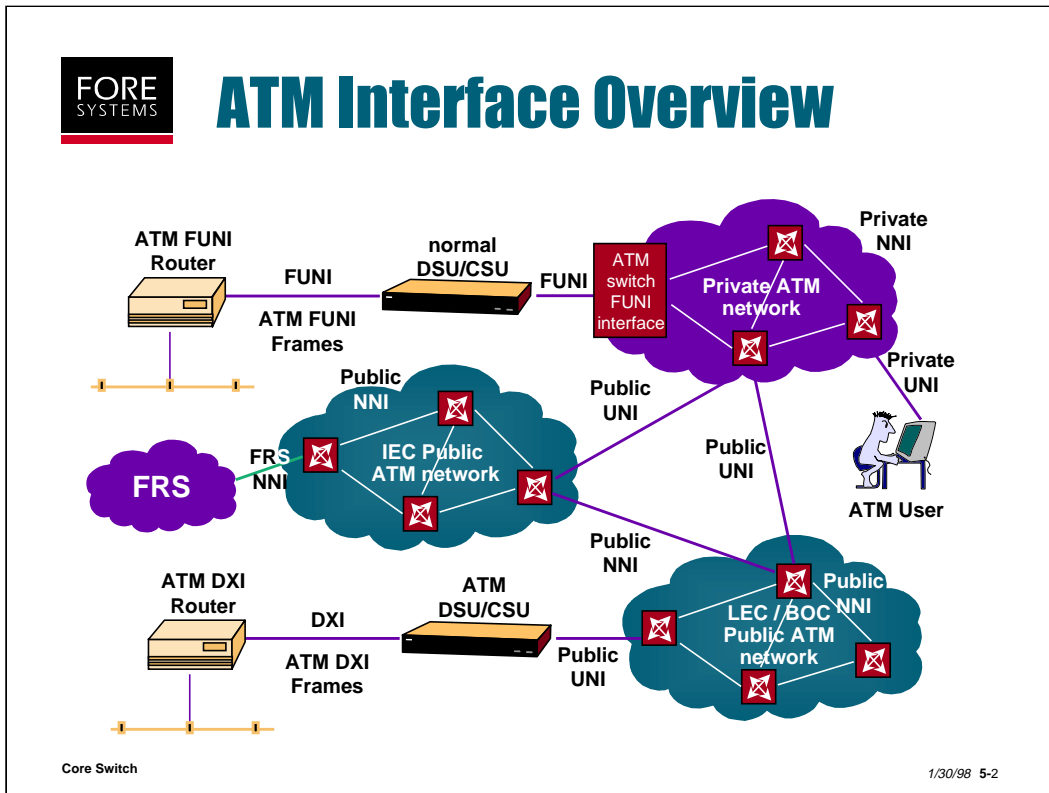 FORE
SYSTEMS
ATM Interface Overview
ATM FUNI
Router
FUNI
ATM FUNI
Frames
normal
DSU/CSU
FUNI
ATM
switch
FUNI
interface
Private ATM
network
Private
NNI
Private
UNI
ATM User
Public
NNI
IEC Public
ATM network
FRS
NNI
FRS
Public
UNI
Public
UNI
Public
NNI
ATM DXI
Router
DXI
ATM DXI
Frames
ATM
DSU/CSU
Public
UNI
LEC / BOC
Public ATM
network
Public
NNI
Core Switch
1/30/98 5-2